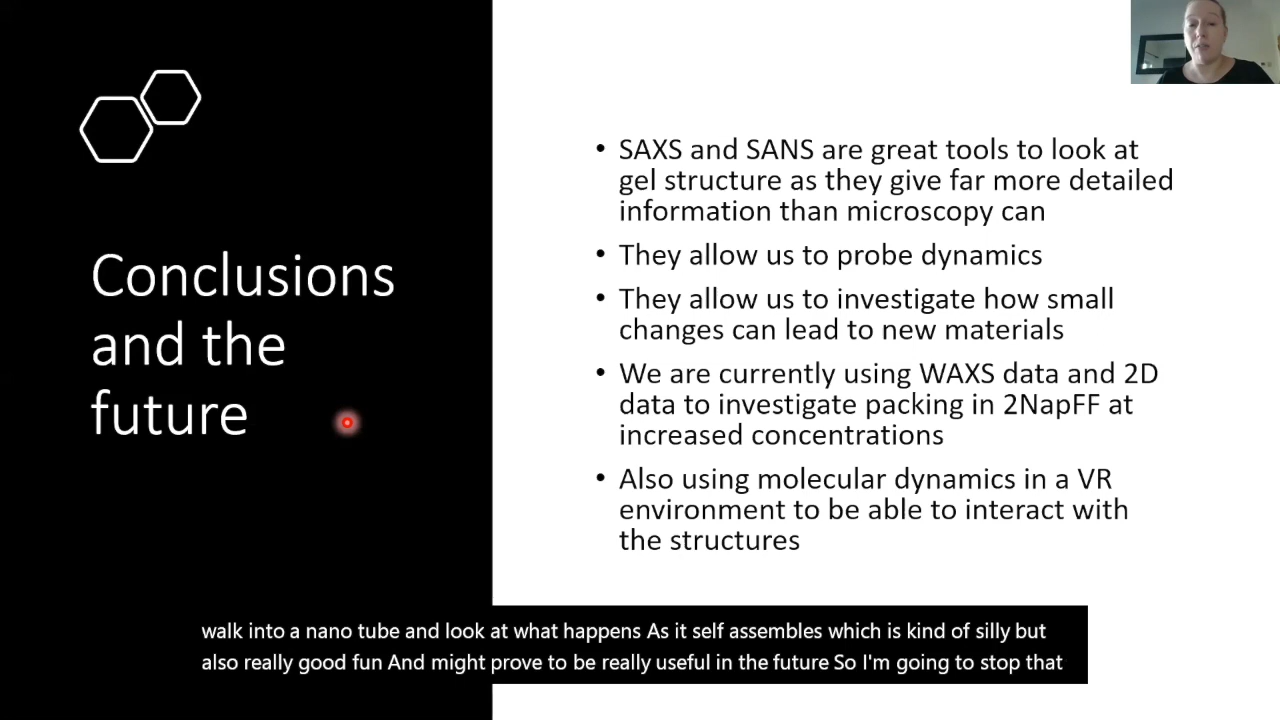 Conclusions
and the
future
• SAXS and SANS are great tools to look at
gel structure as they give far more detailed
information than microscopy can
• They allow us to probe dynamics
• They allow us to investigate how small
changes can lead to new materials
• We are currently using WAXS data and 2D
data to investigate packing in 2NapFF at
increased concentrations
• Also using molecular dynamics in a VR
environment to be able to interact with
the structures
walk into a nano tube and look at what happens As it self assembles which is kind of silly but
also really good fun And might prove to be really useful in the future So I'm going to stop that